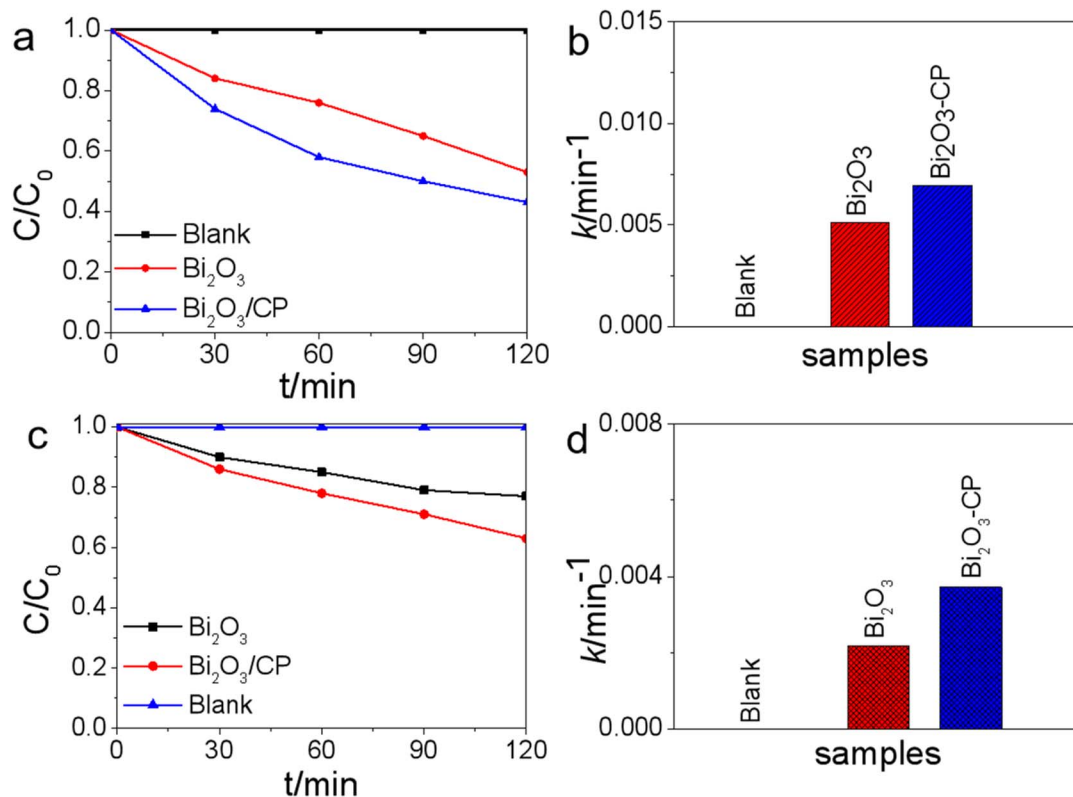 a
1.0
0.8
0.6
0.4
0.2
0.0
C/C₀
Blank
Bi₂O₃
Bi₂O₃/CP
0 30 60 90 120
t/min
b
0.015
0.010
0.005
0.000
k/min-1
Blank
Bi₂O₃
Bi₂O₃-CP
samples
c
1.0
0.8
0.6
0.4
0.2
0.0
C/C₀
Bi₂O₃
Bi₂O₃/CP
Blank
0 30 60 90 120
t/min
d
0.008
0.004
0.000
k/min-1
Blank
Bi₂O₃
Bi₂O₃-CP
samples